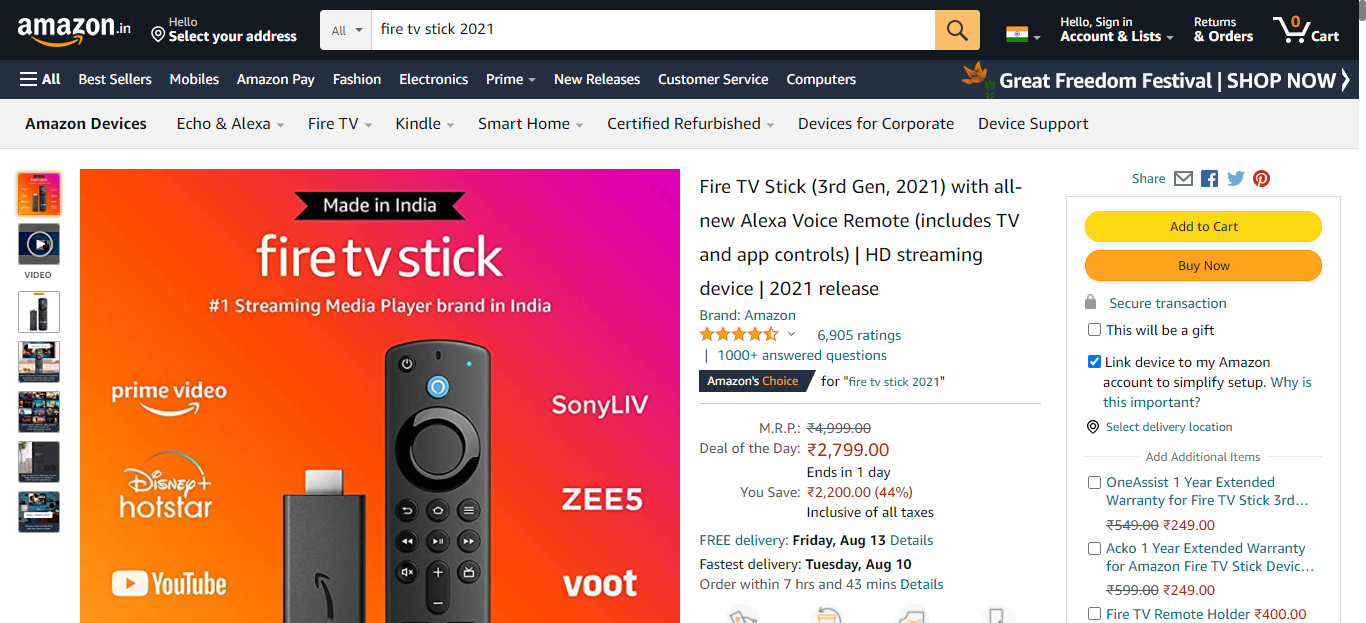 amazon.in
Hello
Select your address
All
fire tv stick 2021
Hello, Sign in
Account & Lists
Returns
& Orders
0
Cart
All
Best Sellers
Mobiles
Amazon Pay
Fashion
Electronics
Prime
New Releases
Customer Service
Computers
Great Freedom Festival | SHOP NOW
Amazon Devices
Echo & Alexa
Fire TV
Kindle
Smart Home
Certified Refurbished
Devices for Corporate
Device Support
VIDEO
Made in India
fire tv stick
#1 Streaming Media Player brand in India
prime video
Disney+
hotstar
YouTube
SonyLIV
ZEE5
voot
Fire TV Stick (3rd Gen, 2021) with all-
new Alexa Voice Remote (includes TV
and app controls) | HD streaming
device | 2021 release
Brand: Amazon
6,905 ratings
| 1000+ answered questions
Amazon's Choice for "fire tv stick 2021"
M.R.P.: ₹4,999.00
Deal of the Day: ₹2,799.00
Ends in 1 day
You Save: ₹2,200.00 (44%)
Inclusive of all taxes
FREE delivery: Friday, Aug 13 Details
Fastest delivery: Tuesday, Aug 10
Order within 7 hrs and 43 mins Details
Share
Add to Cart
Buy Now
Secure transaction
This will be a gift
Link device to my Amazon
account to simplify setup. Why is
this important?
Select delivery location
Add Additional Items
OneAssist 1 Year Extended
Warranty for Fire TV Stick 3rd…
₹549.00 ₹249.00
Acko 1 Year Extended Warranty
for Amazon Fire TV Stick Devic…
₹599.00 ₹249.00
Fire TV Remote Holder ₹400.00